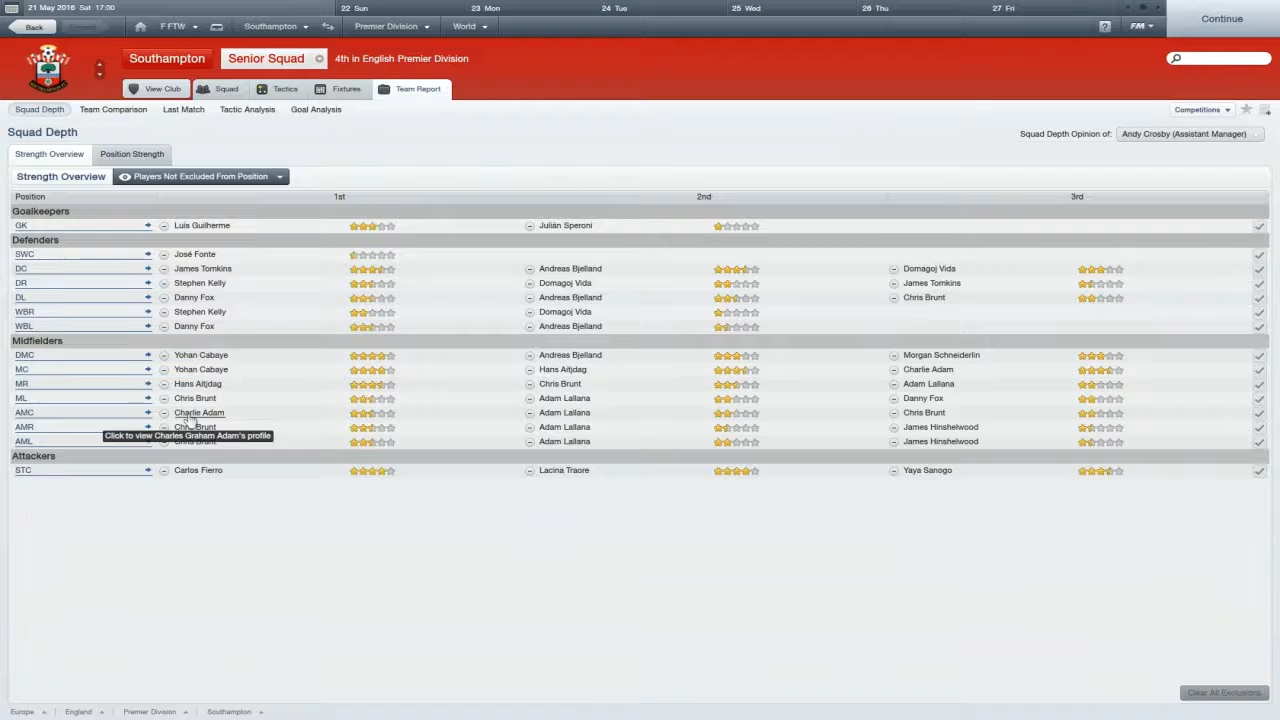 21 May 2016 Sat 17:00 22 Sun 23 Mon 24 Tue 25 Wed 26 Thu 27 Fri
Continue
Back F FTW Southampton Premier Division World ? FM
Southampton Senior Squad 4th in English Premier Division
View Club Squad Tactics Fixtures Team Report
Squad Depth Team Comparison Last Match Tactic Analysis Goal Analysis Competitions
Squad Depth Squad Depth Opinion of: Andy Crosby (Assistant Manager)
Strength Overview Position Strength
Strength Overview Players Not Excluded From Position
Position 1st 2nd 3rd
Goalkeepers
GK Luis Guilherme Julián Speroni
Defenders
SWC José Fonte
DC James Tomkins Andreas Bjelland Domagoj Vida
DR Stephen Kelly Domagoj Vida James Tomkins
DL Danny Fox Andreas Bjelland Chris Brunt
WBR Stephen Kelly Domagoj Vida
WBL Danny Fox Andreas Bjelland
Midfielders
DMC Yohan Cabaye Andreas Bjelland Morgan Schneiderlin
MC Yohan Cabaye Hans Aitjdag Charlie Adam
MR Hans Aitjdag Chris Brunt Adam Lallana
ML Chris Brunt Adam Lallana Danny Fox
AMC Charlie Adam Adam Lallana Chris Brunt
AMR Chris Brunt Adam Lallana James Hinshelwood
Click to view Charles Graham Adam's profile
AML Chris Brunt Adam Lallana James Hinshelwood
Attackers
STC Carlos Fierro Lacina Traore Yaya Sanogo
Clear All Exclusions
Europe England Premier Division Southampton